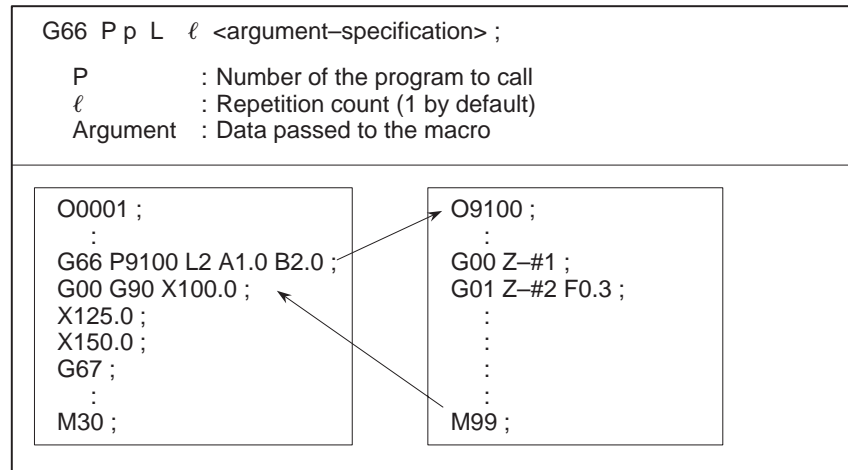 G66 P p L ℓ <argument–specification> ;
P : Number of the program to call
ℓ : Repetition count (1 by default)
Argument : Data passed to the macro
O0001 ;
:
G66 P9100 L2 A1.0 B2.0 ;
G00 G90 X100.0 ;
X125.0 ;
X150.0 ;
G67 ;
:
M30 ;
O9100 ;
:
G00 Z–#1 ;
G01 Z–#2 F0.3 ;
:
:
:
:
M99 ;